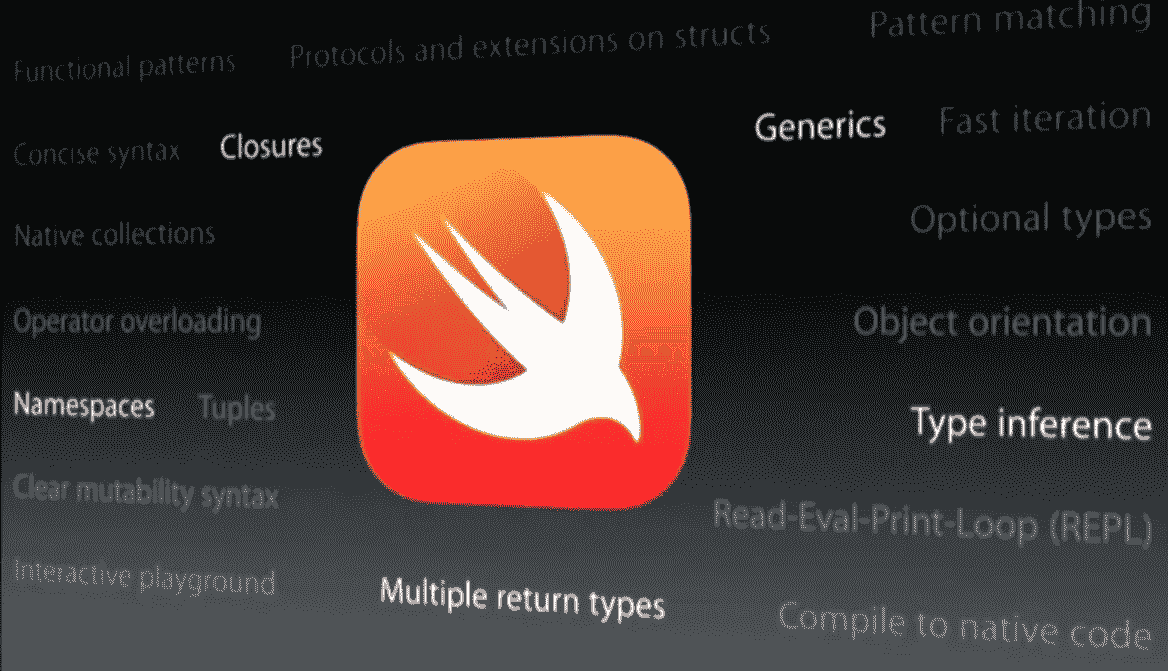 Functional patterns
Protocols and extensions on structs
Pattern matching
Concise syntax
Closures
Generics
Fast iteration
Native collections
Optional types
Operator overloading
Object orientation
Namespaces
Tuples
Type inference
Clear mutability syntax
Read-Eval-Print-Loop (REPL)
Interactive playground
Multiple return types
Compile to native code